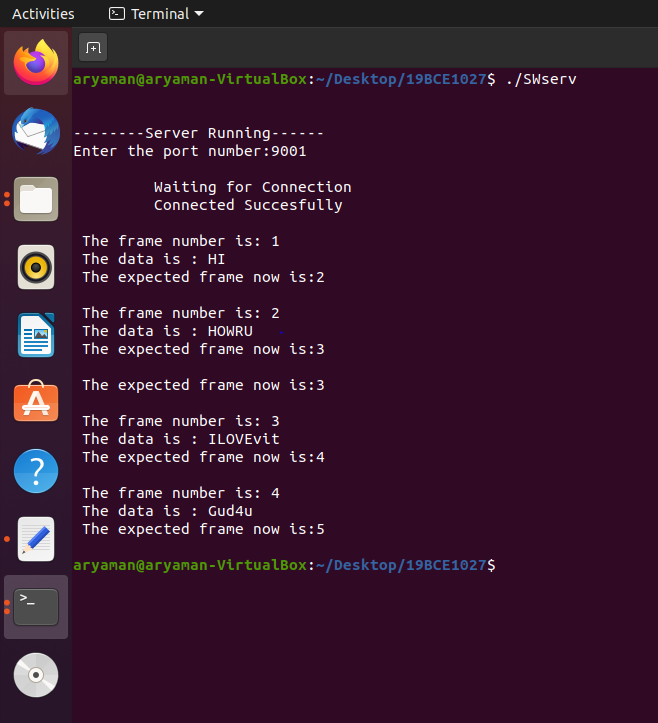 Activities
Terminal
aryaman@aryaman-VirtualBox:~/Desktop/19BCE1027$ ./SWserv
--------Server Running------
Enter the port number:9001
Waiting for Connection
Connected Succesfully
The frame number is: 1
The data is : HI
The expected frame now is:2
The frame number is: 2
The data is : HOWRU
The expected frame now is:3
The expected frame now is:3
The frame number is: 3
The data is : ILOVEvit
The expected frame now is:4
The frame number is: 4
The data is : Gud4u
The expected frame now is:5
aryaman@aryaman-VirtualBox:~/Desktop/19BCE1027$